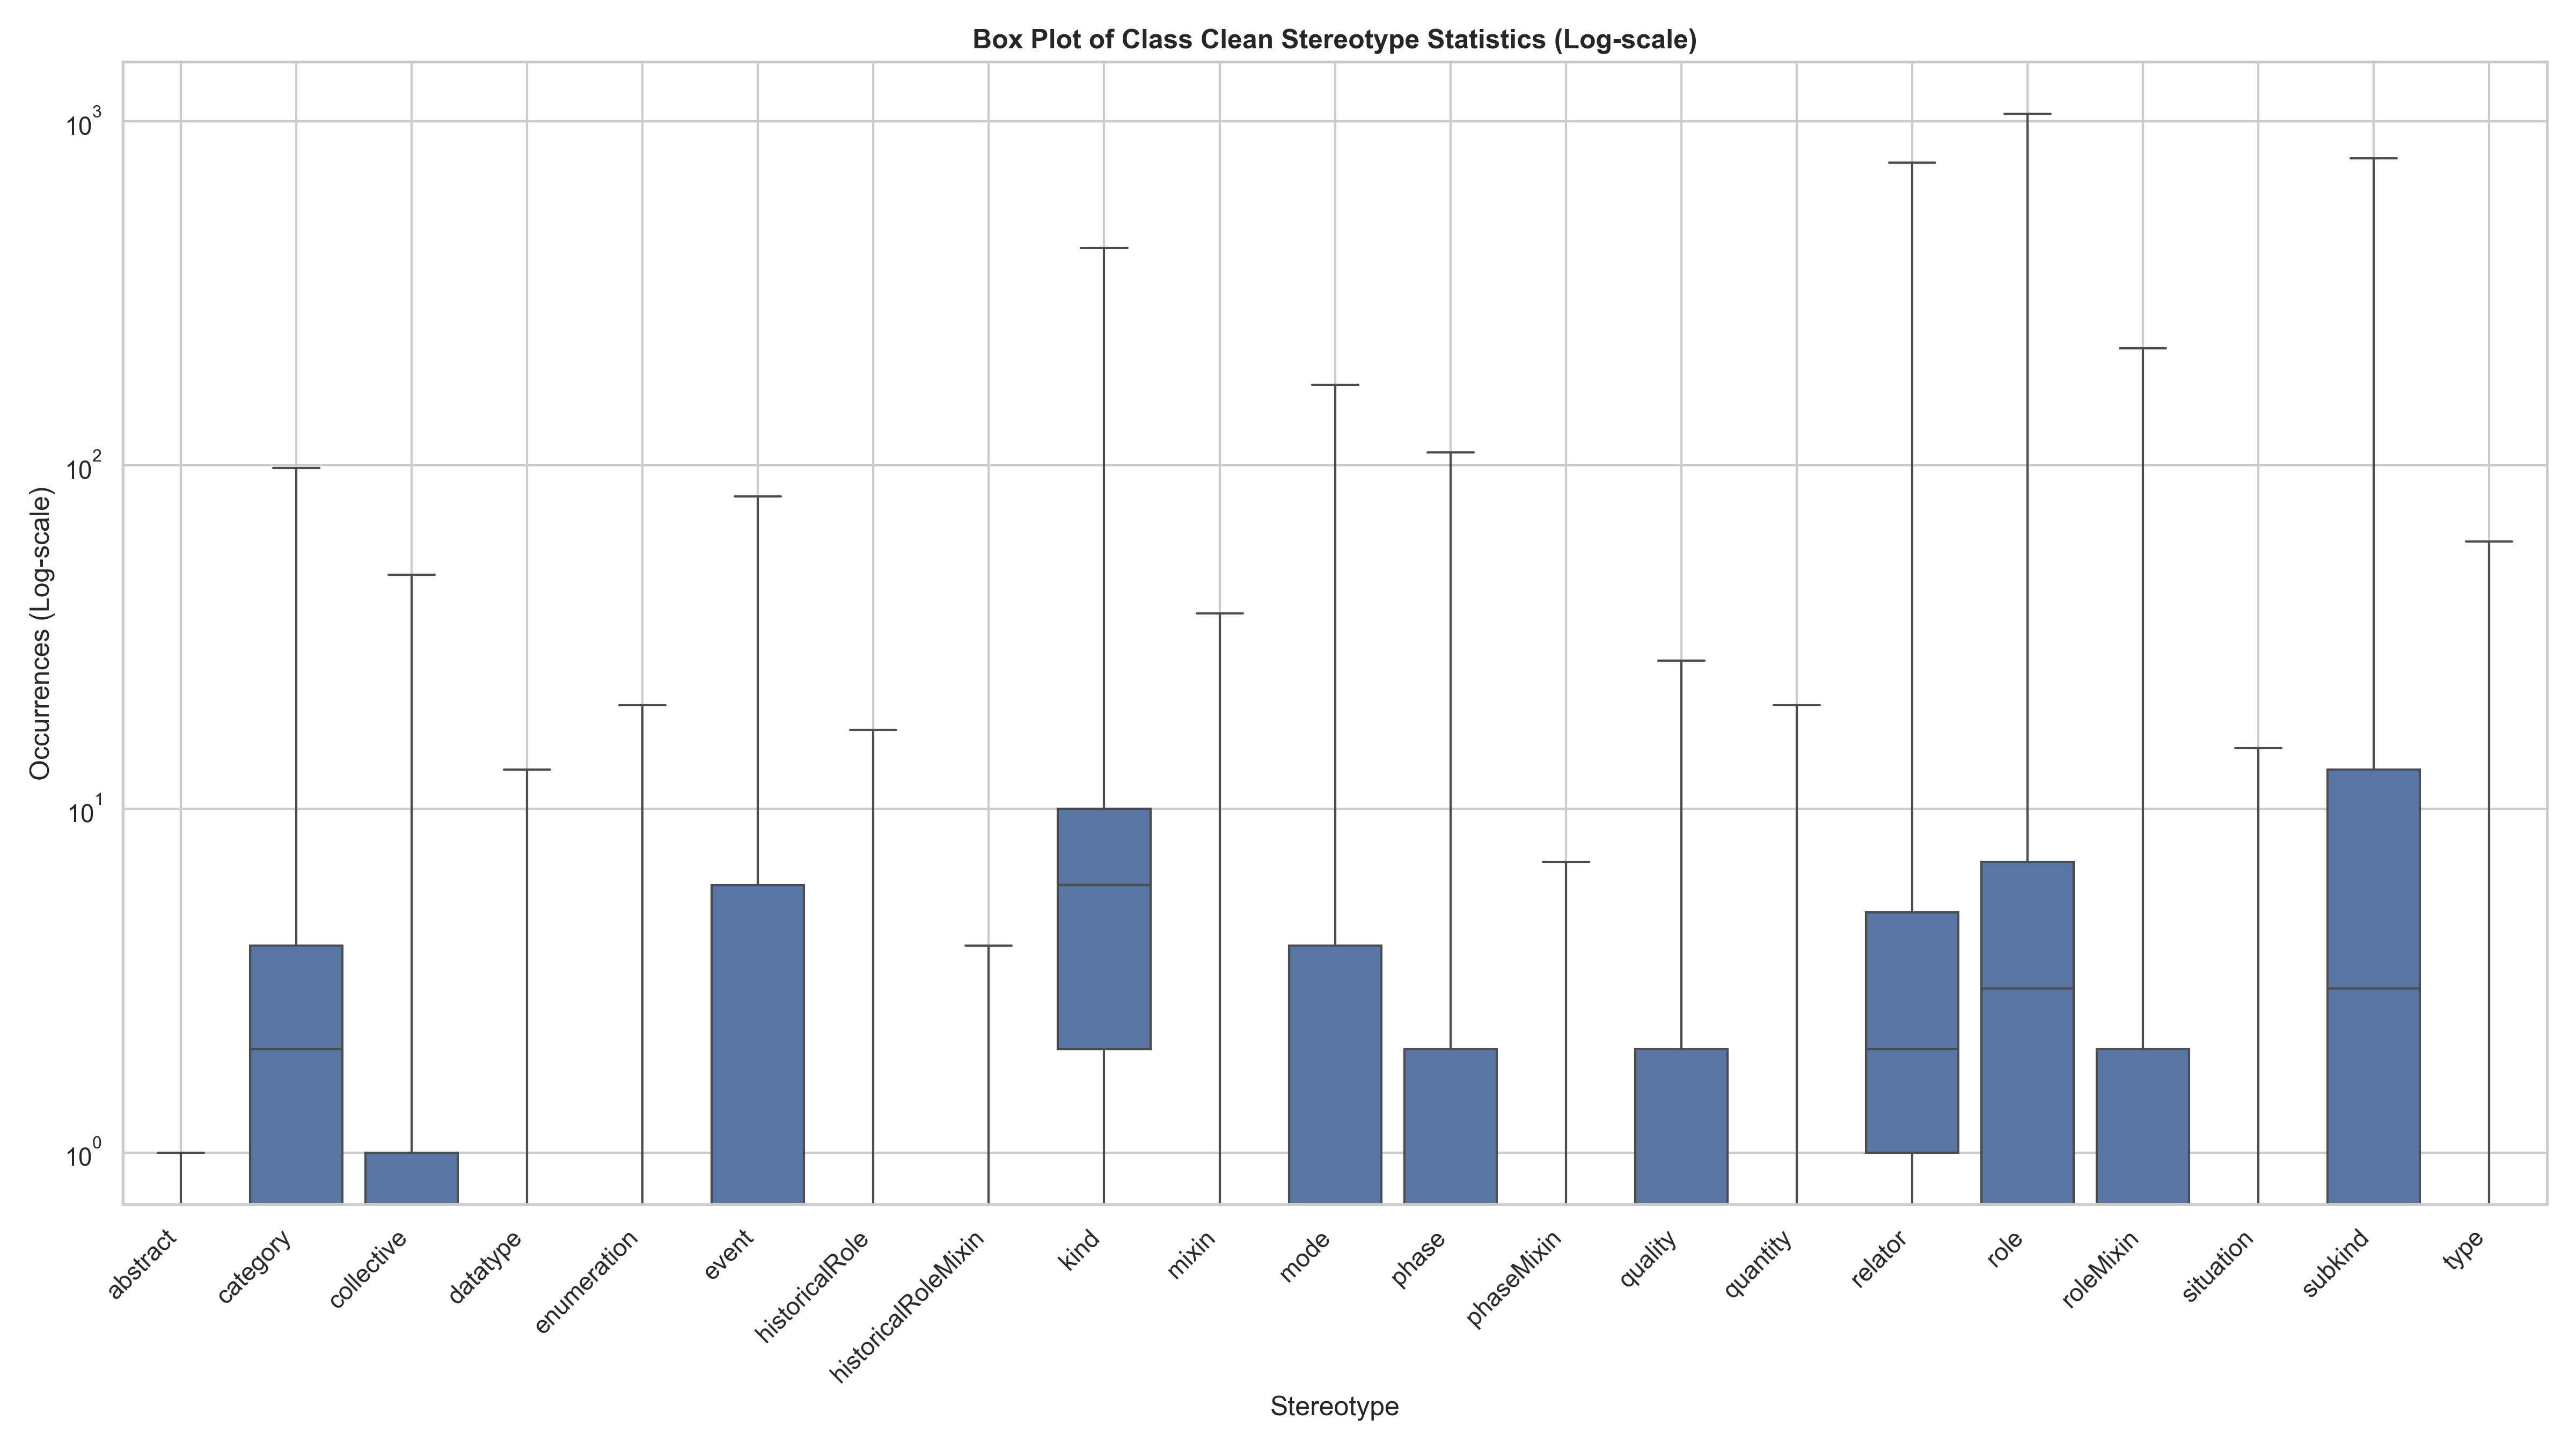 Box Plot of Class Clean Stereotype Statistics (Log-scale)
Occurrences (Log-scale)
10³
10²
10¹
10⁰
abstract
category
collective
datatype
enumeration
event
historicalRole
historicalRoleMixin
kind
mixin
mode
phase
phaseMixin
quality
quantity
relator
role
roleMixin
situation
subkind
type
Stereotype